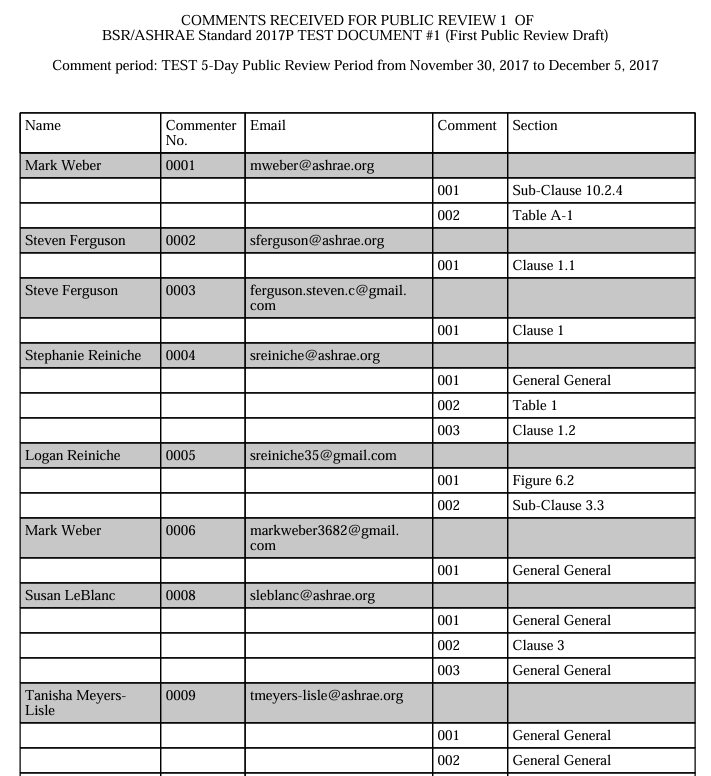 COMMENTS RECEIVED FOR PUBLIC REVIEW 1 OF
BSR/ASHRAE Standard 2017P TEST DOCUMENT #1 (First Public Review Draft)
Comment period: TEST 5-Day Public Review Period from November 30, 2017 to December 5, 2017
Name Commenter Email Comment Section
No.
Mark Weber 0001 mweber@ashrae.org
001 Sub-Clause 10.2.4
002 Table A-1
Steven Ferguson 0002 sferguson@ashrae.org
001 Clause 1.1
Steve Ferguson 0003 ferguson.steven.c@gmail.
com
001 Clause 1
Stephanie Reiniche 0004 sreiniche@ashrae.org
001 General General
002 Table 1
003 Clause 1.2
Logan Reiniche 0005 sreiniche35@gmail.com
001 Figure 6.2
002 Sub-Clause 3.3
Mark Weber 0006 markweber3682@gmail.
com
001 General General
Susan LeBlanc 0008 sleblanc@ashrae.org
001 General General
002 Clause 3
003 General General
Tanisha Meyers- 0009 tmeyers-lisle@ashrae.org
Lisle
001 General General
002 General General